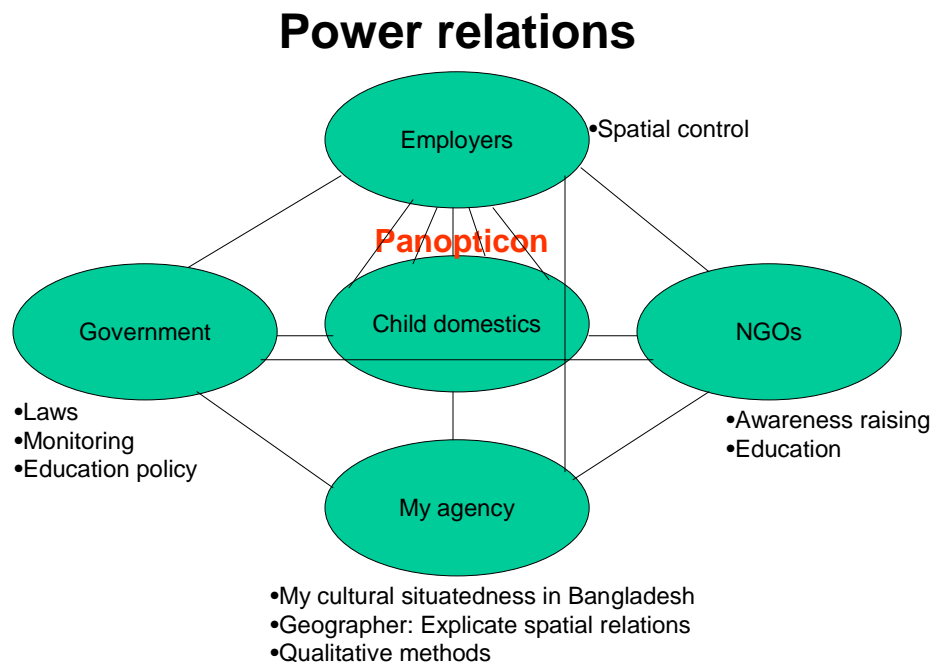 Power relations
Employers
•Spatial control
Panopticon
Government
Child domestics
NGOs
•Laws
•Monitoring
•Education policy
•Awareness raising
•Education
My agency
•My cultural situatedness in Bangladesh
•Geographer: Explicate spatial relations
•Qualitative methods